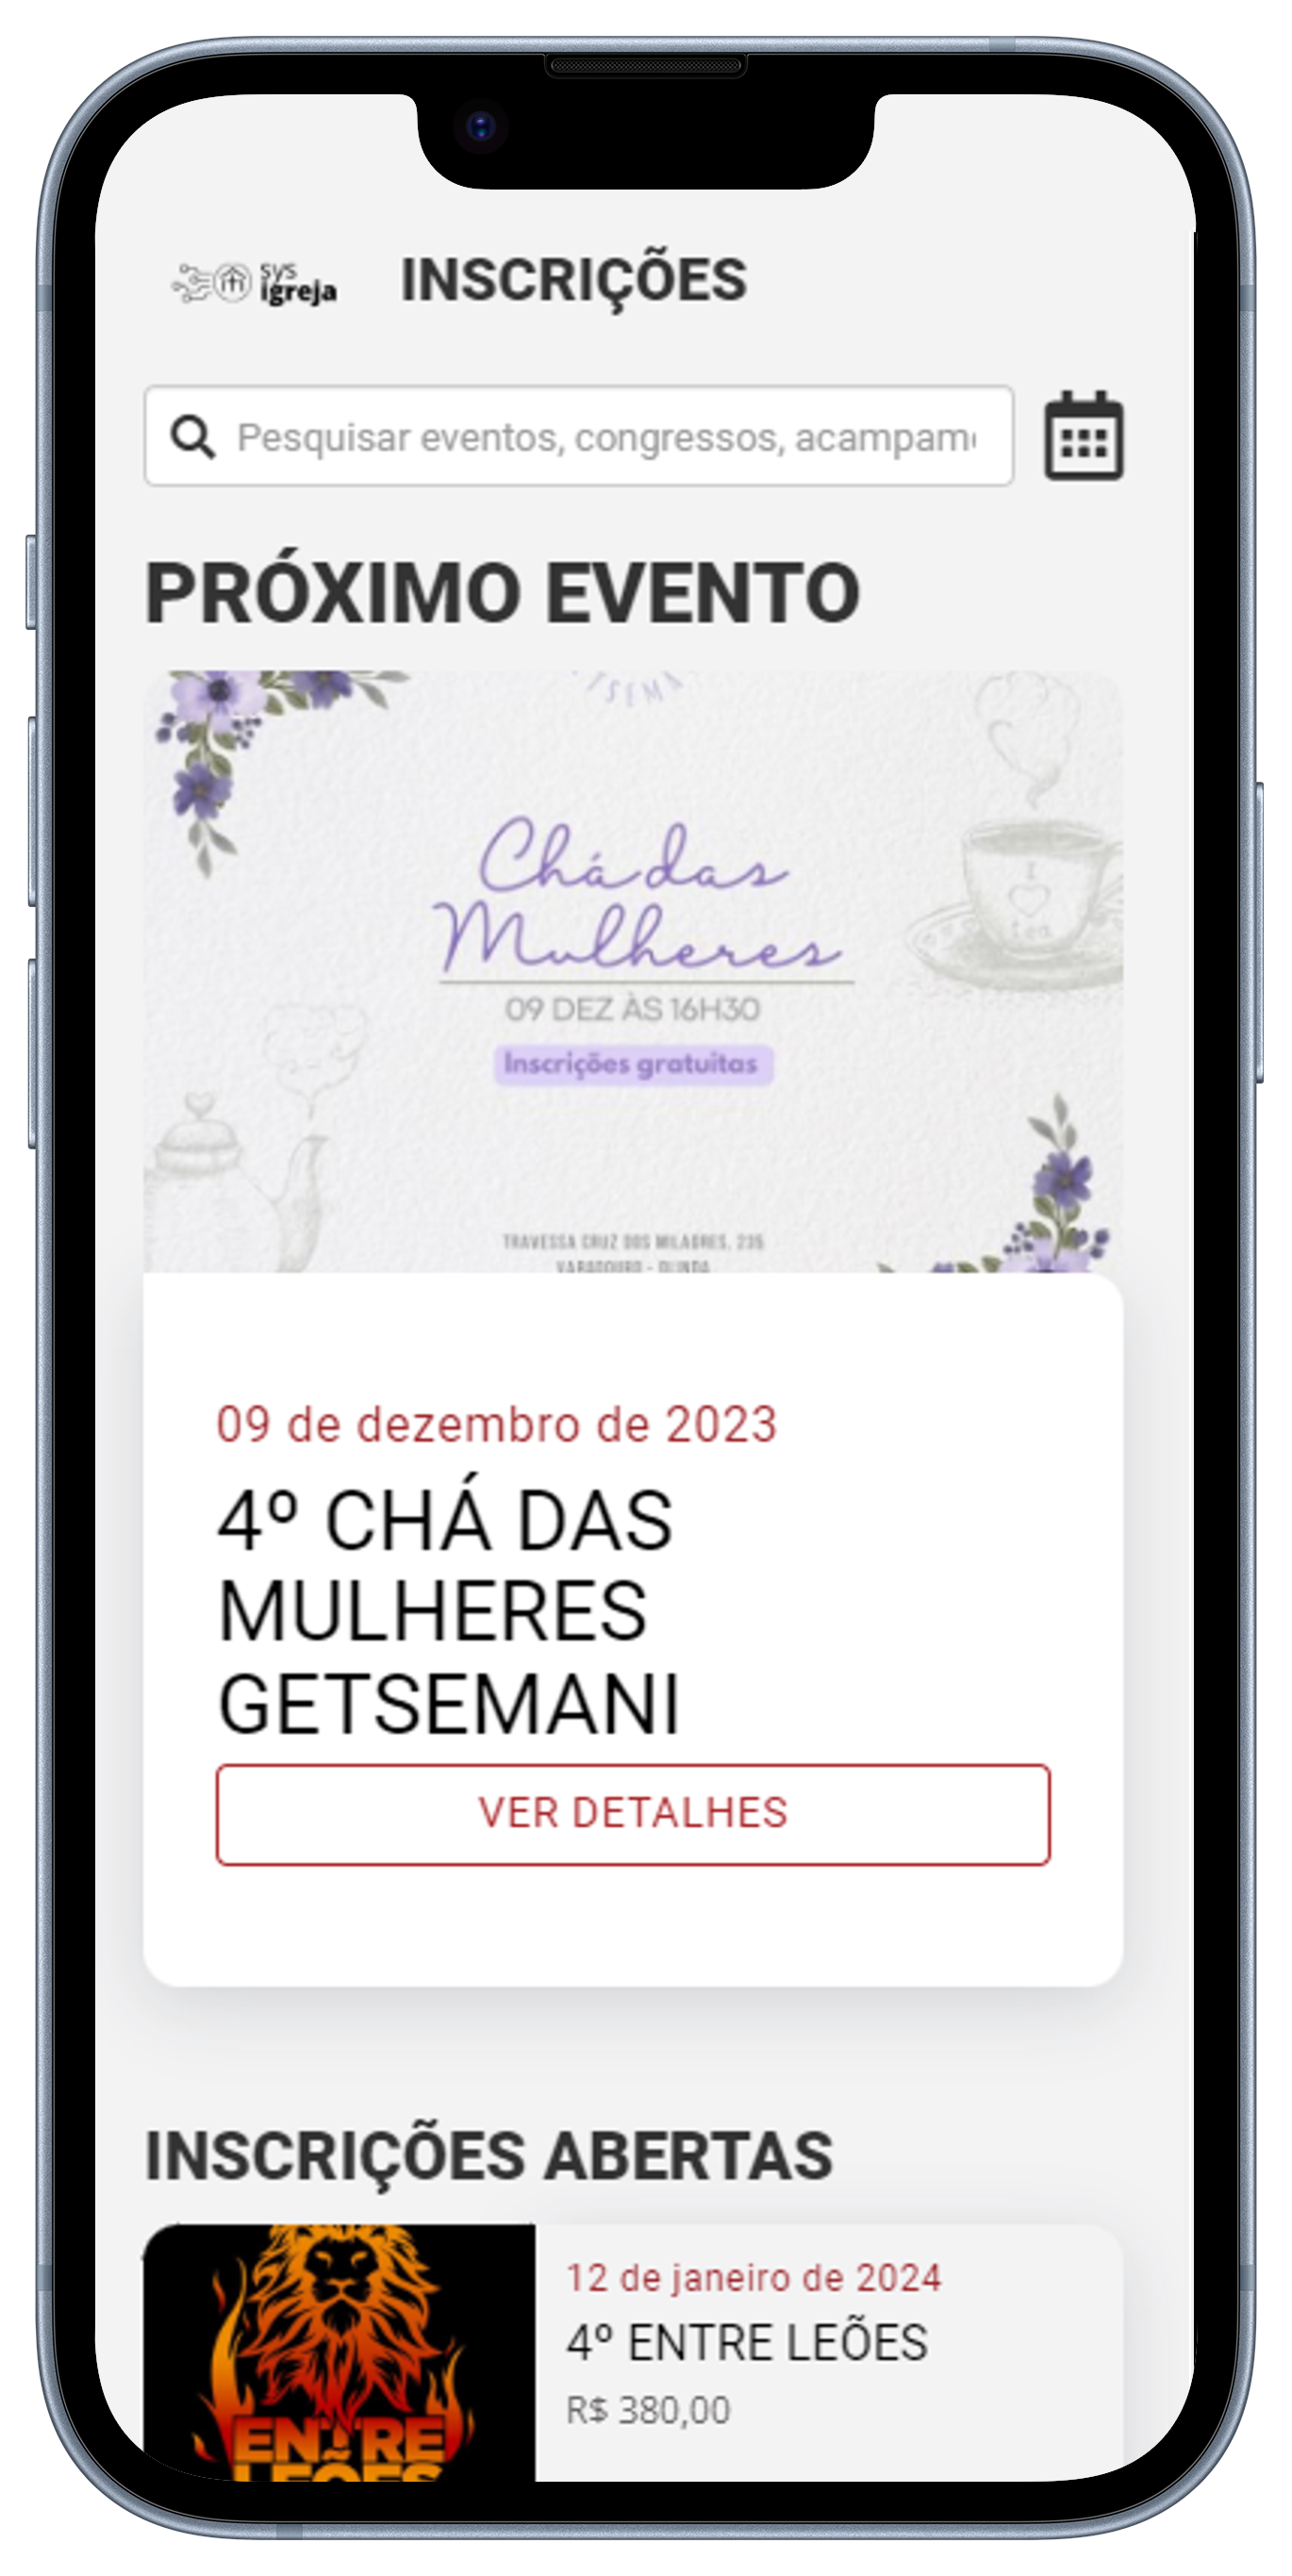 sys
igreja
INSCRIÇÕES
Pesquisar eventos, congressos, acampam
PRÓXIMO EVENTO
TSEMA
Chá das
Mulheres
09 DEZ ÀS 16H30
Inscrições gratuitas
I
tea
TRAVESSA CRUZ DOS MILAGRES, 235
VARADOURO - OLINDA
09 de dezembro de 2023
4º CHÁ DAS
MULHERES
GETSEMANI
VER DETALHES
INSCRIÇÕES ABERTAS
12 de janeiro de 2024
4º ENTRE LEÕES
R$ 380,00
ENTRE
LEÕES